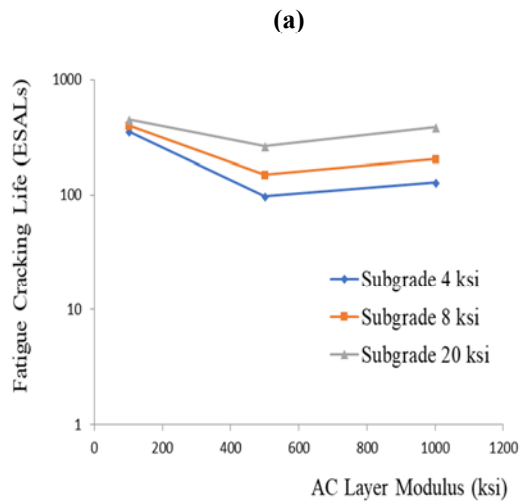 (a)
Fatigue Cracking Life (ESALs)
1000
100
10
1
0 200 400 600 800 1000 1200
Subgrade 4 ksi
Subgrade 8 ksi
Subgrade 20 ksi
AC Layer Modulus (ksi)